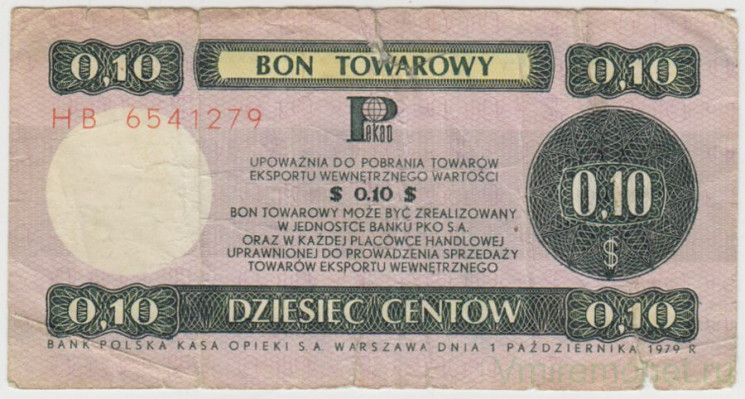 0,10 BON TOWAROWY 0,10
HB 6541279
Pekao
UPOWAŻNIA DO POBRANIA TOWARÓW
EKSPORTU WEWNĘTRZNEGO WARTOŚCI
$ 0.10 $
BON TOWAROWY MOŻE BYĆ ZREALIZOWANY
W JEDNOSTCE BANKU PKO S.A.
ORAZ W KAŻDEJ PLACÓWCE HANDLOWEJ
UPRAWNIONEJ DO PROWADZENIA SPRZEDAŻY
TOWARÓW EKSPORTU WEWNĘTRZNEGO
0,10
$
0,10 DZIESIĘC CENTÓW 0,10
BANK POLSKA KASA OPIEKI S.A. WARSZAWA DNIA 1 PAŹDZIERNIKA 1979 R